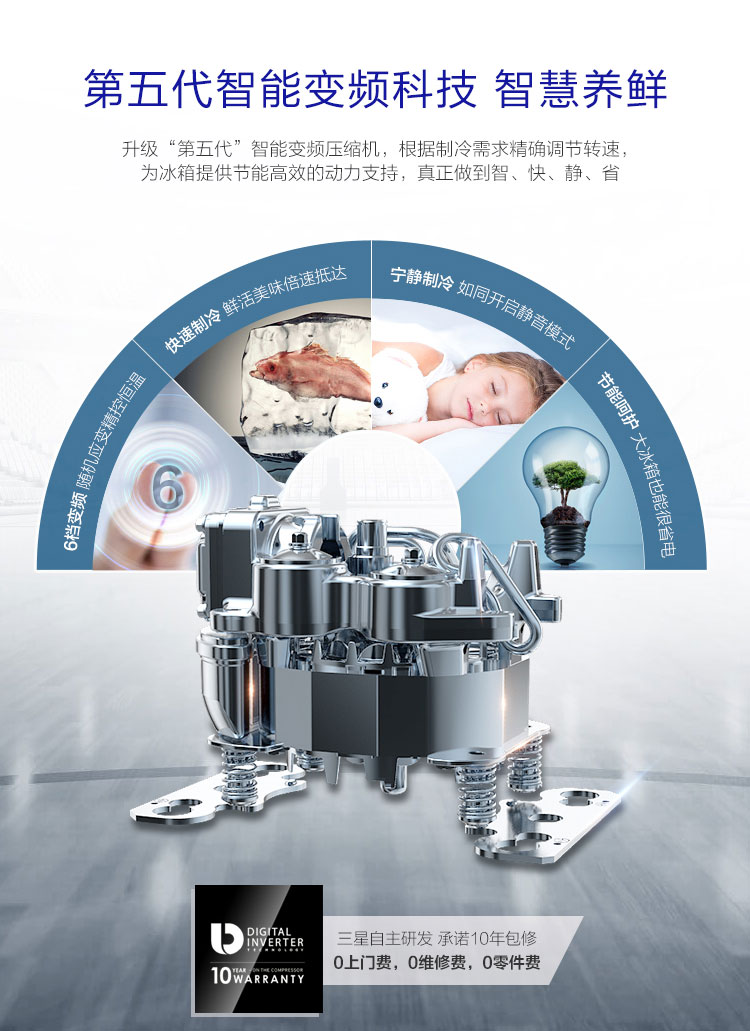 第五代智能变频科技 智慧养鲜
升级“第五代”智能变频压缩机，根据制冷需求精确调节转速，
为冰箱提供节能高效的动力支持，真正做到智、快、静、省
6档变频 随机应变精控恒温
快速制冷 鲜活美味倍速抵达
宁静制冷 如同开启静音模式
节能呵护 大冰箱也能很省电
6
DIGITAL
INVERTER
TECHNOLOGY
10 YEAR ON THE COMPRESSOR
WARRANTY
三星自主研发 承诺10年包修
0上门费，0维修费，0零件费